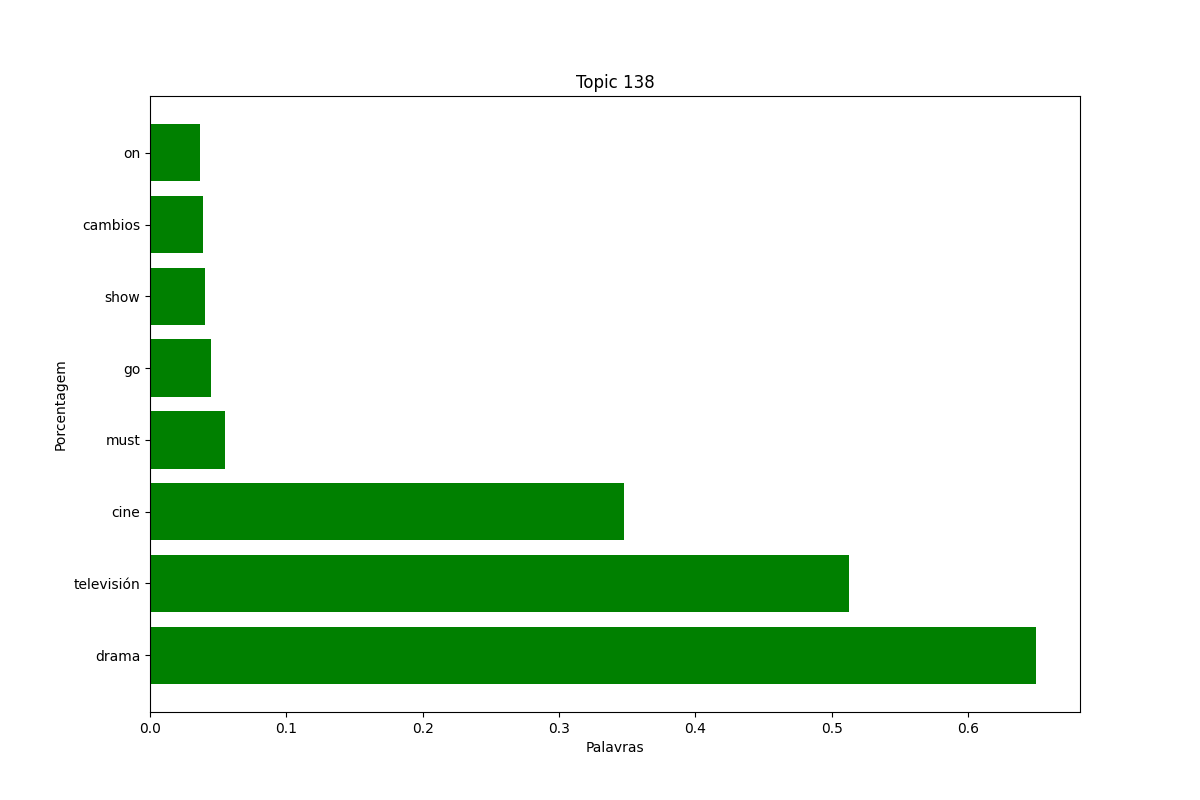 Topic 138
on
cambios
show
go
must
cine
televisión
drama
Porcentagem
0.0 0.1 0.2 0.3 0.4 0.5 0.6
Palavras